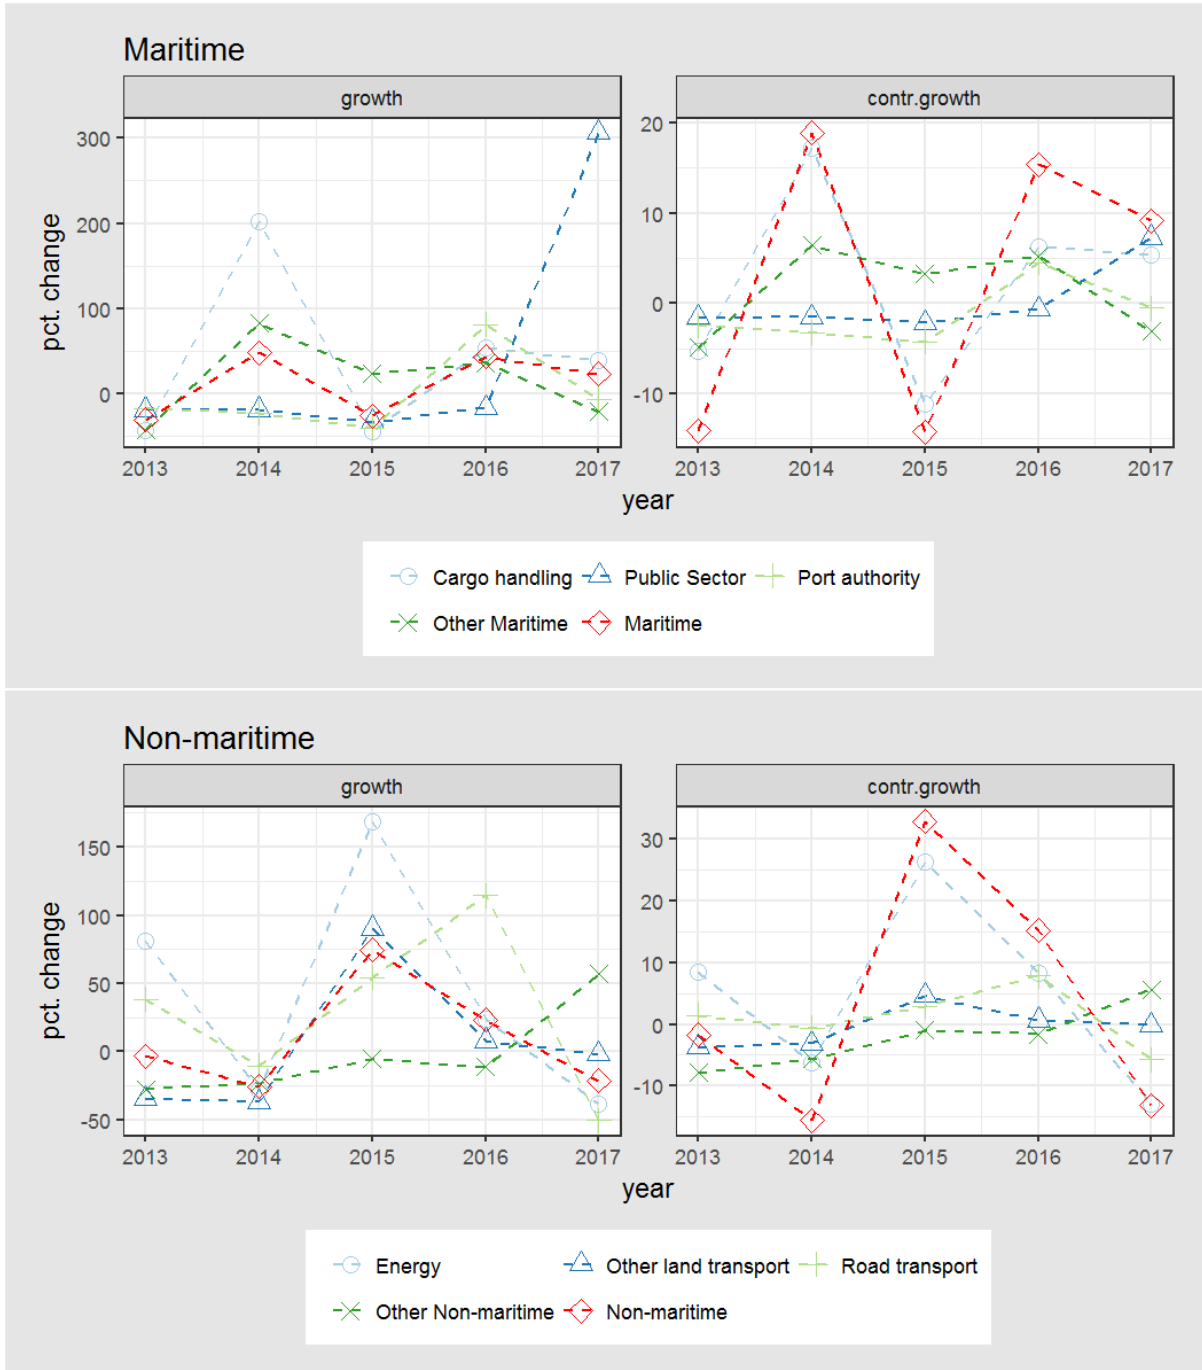 Maritime
growth
contr.growth
pct. change
300
200
100
0
20
10
0
-10
2013 2014 2015 2016 2017
2013 2014 2015 2016 2017
year
Cargo handling Public Sector Port authority
Other Maritime Maritime
Non-maritime
growth
contr.growth
pct. change
150
100
50
0
-50
30
20
10
0
-10
2013 2014 2015 2016 2017
2013 2014 2015 2016 2017
year
Energy Other land transport Road transport
Other Non-maritime Non-maritime